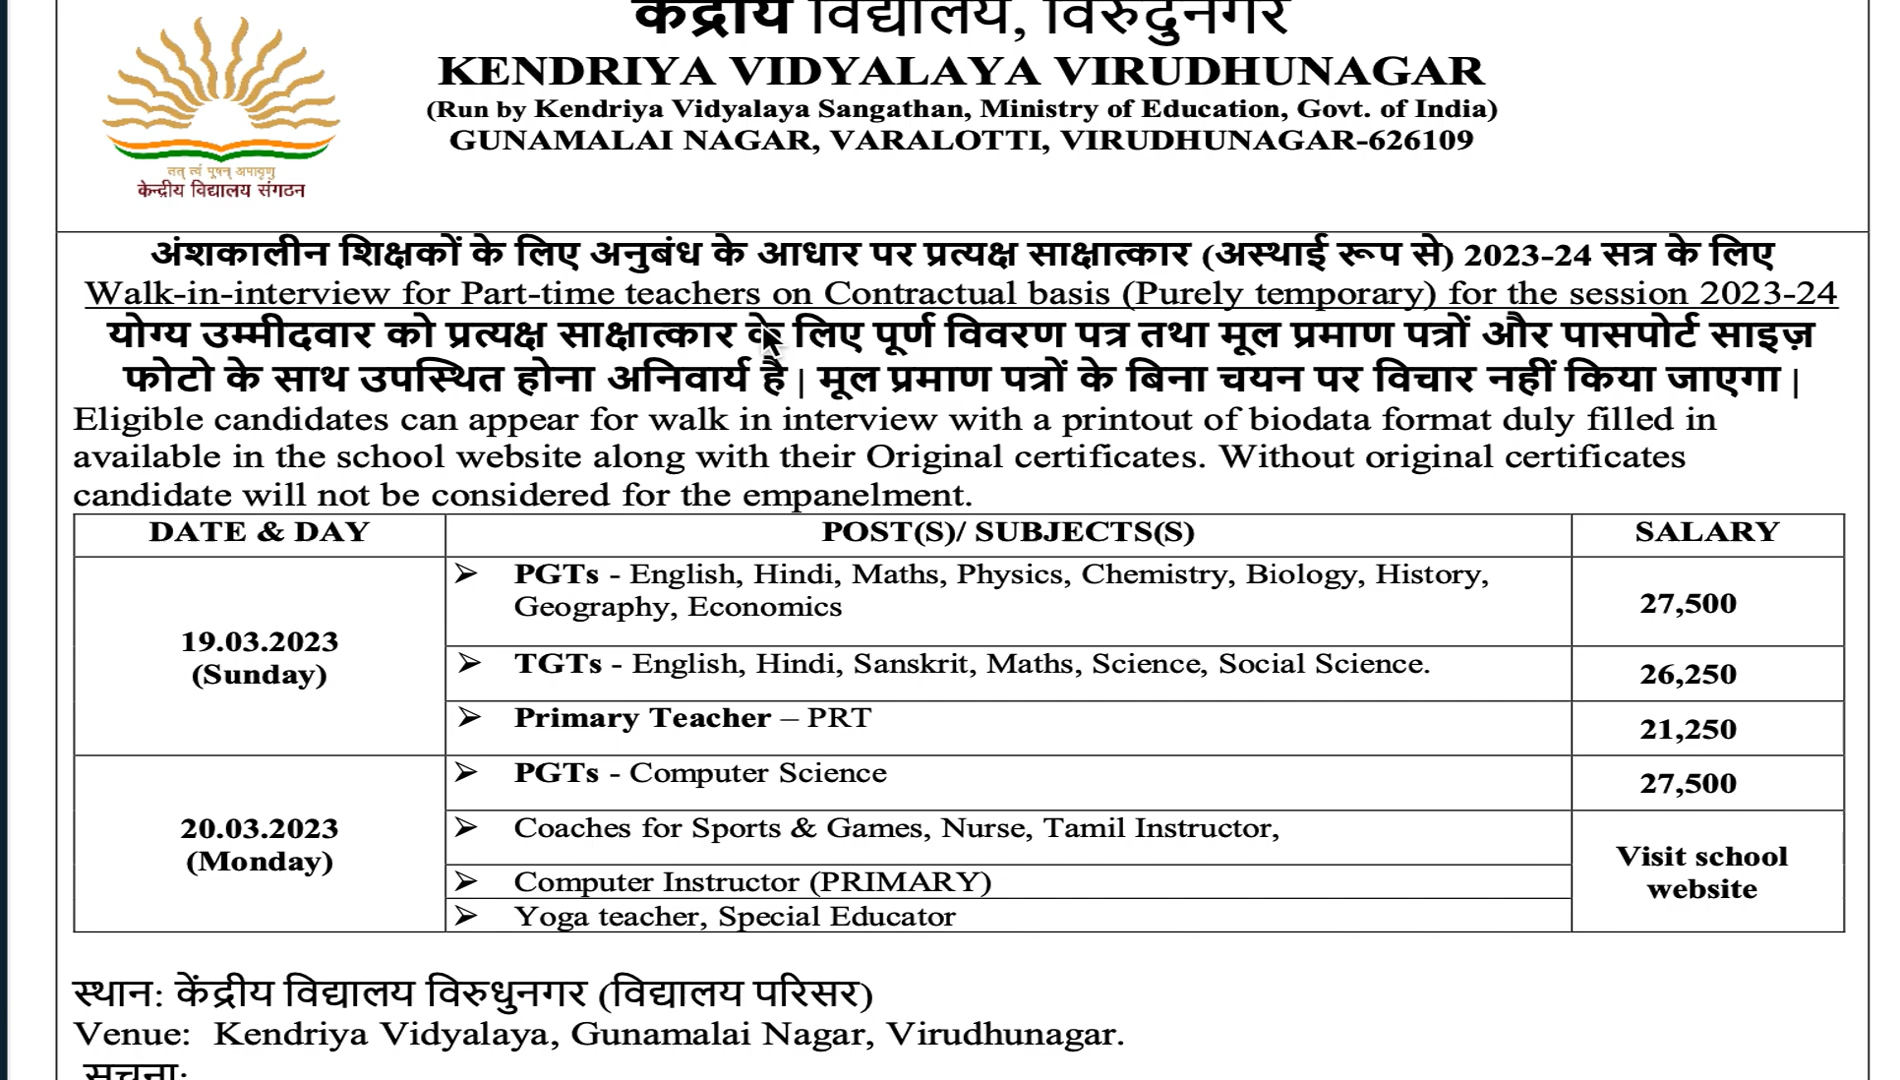 केंद्रीय विद्यालय, विरुदुनगर
KENDRIYA VIDYALAYA VIRUDHUNAGAR
(Run by Kendriya Vidyalaya Sangathan, Ministry of Education, Govt. of India)
GUNAMALAI NAGAR, VARALOTTI, VIRUDHUNAGAR-626109
तत् त्वं पूषन् अपावृणु
केन्द्रीय विद्यालय संगठन
अंशकालीन शिक्षकों के लिए अनुबंध के आधार पर प्रत्यक्ष साक्षात्कार (अस्थाई रूप से) 2023-24 सत्र के लिए
Walk-in-interview for Part-time teachers on Contractual basis (Purely temporary) for the session 2023-24
योग्य उम्मीदवार को प्रत्यक्ष साक्षात्कार के लिए पूर्ण विवरण पत्र तथा मूल प्रमाण पत्रों और पासपोर्ट साइज़
फोटो के साथ उपस्थित होना अनिवार्य है | मूल प्रमाण पत्रों के बिना चयन पर विचार नहीं किया जाएगा |
Eligible candidates can appear for walk in interview with a printout of biodata format duly filled in
available in the school website along with their Original certificates. Without original certificates
candidate will not be considered for the empanelment.
DATE & DAY POST(S)/ SUBJECTS(S) SALARY
➢ PGTs - English, Hindi, Maths, Physics, Chemistry, Biology, History,
Geography, Economics
27,500
19.03.2023
(Sunday)
➢ TGTs - English, Hindi, Sanskrit, Maths, Science, Social Science.
26,250
➢ Primary Teacher – PRT
21,250
➢ PGTs - Computer Science
27,500
20.03.2023
(Monday)
➢ Coaches for Sports & Games, Nurse, Tamil Instructor,
➢ Computer Instructor (PRIMARY)
➢ Yoga teacher, Special Educator
Visit school
website
स्थान: केंद्रीय विद्यालय विरुधुनगर (विद्यालय परिसर)
Venue: Kendriya Vidyalaya, Gunamalai Nagar, Virudhunagar.
सूचना: